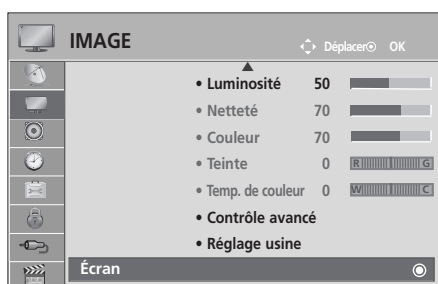 IMAGE
Déplacer OK
• Luminosité 50
• Netteté 70
• Couleur 70
• Teinte 0 R G
• Temp. de couleur 0 W C
• Contrôle avancé
• Réglage usine
Écran